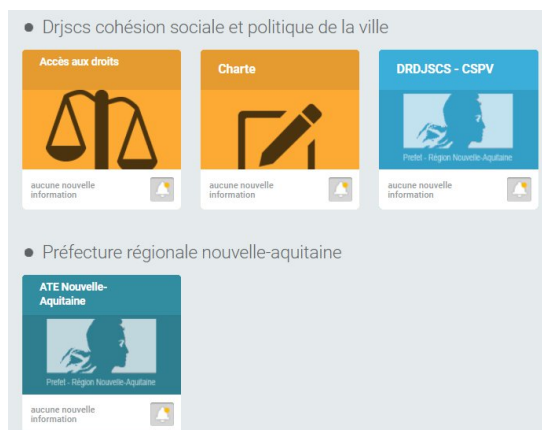 Drjscs cohésion sociale et politique de la ville
Accès aux droits
Charte
DRDJSCS - CSPV
Prefet - Région Nouvelle-Aquitaine
aucune nouvelle
information
aucune nouvelle
information
aucune nouvelle
information
Préfecture régionale nouvelle-aquitaine
ATE Nouvelle-
Aquitaine
Prefet - Région Nouvelle-Aquitaine
aucune nouvelle
information